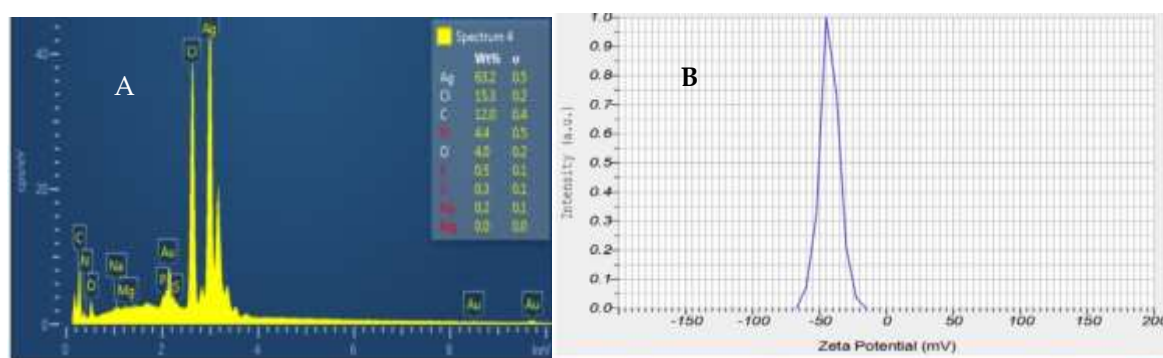 A
Spectrum 4
Wt% σ
Ag 63.2 0.5
Cl 15.3 0.2
C 12.0 0.4
N 4.4 0.5
O 4.0 0.2
0.5 0.1
0.3 0.1
0.2 0.1
Mg 0.0 0.0
Ag
Cl
40
20
0
cps/eV
C
N
O
Na
Mg
P
Au
S
Au
Au
0 2 4 6 8 keV
B
1.0
0.9
0.8
0.7
0.6
0.5
0.4
0.3
0.2
0.1
0.0
Intensity (a.u.)
-150 -100 -50 0 50 100 150 200
Zeta Potential (mV)